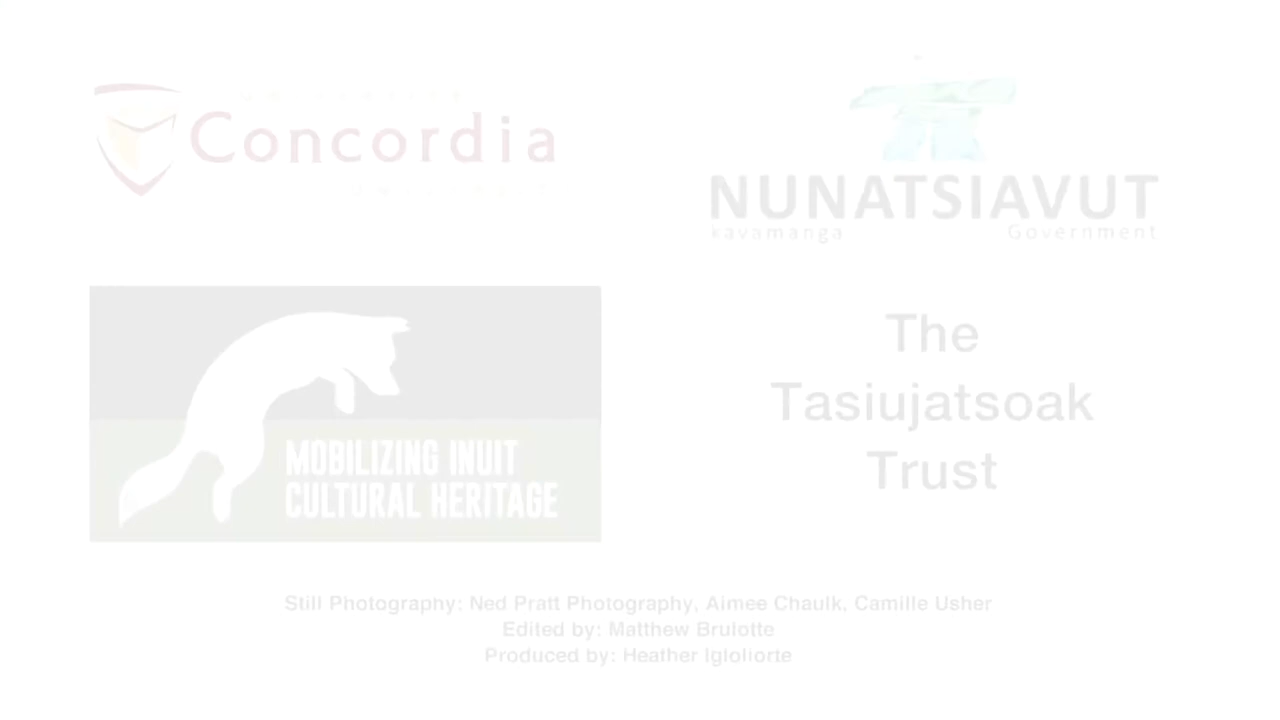 Concordia
NUNATSIAVUT
kavamanga Government
MOBILIZING INUIT
CULTURAL HERITAGE
The
Tasiujatsoak
Trust
Still Photography: Ned Pratt Photography, Aimee Chaulk, Camille Usher
Edited by: Matthew Brulotte
Produced by: Heather Igloliorte